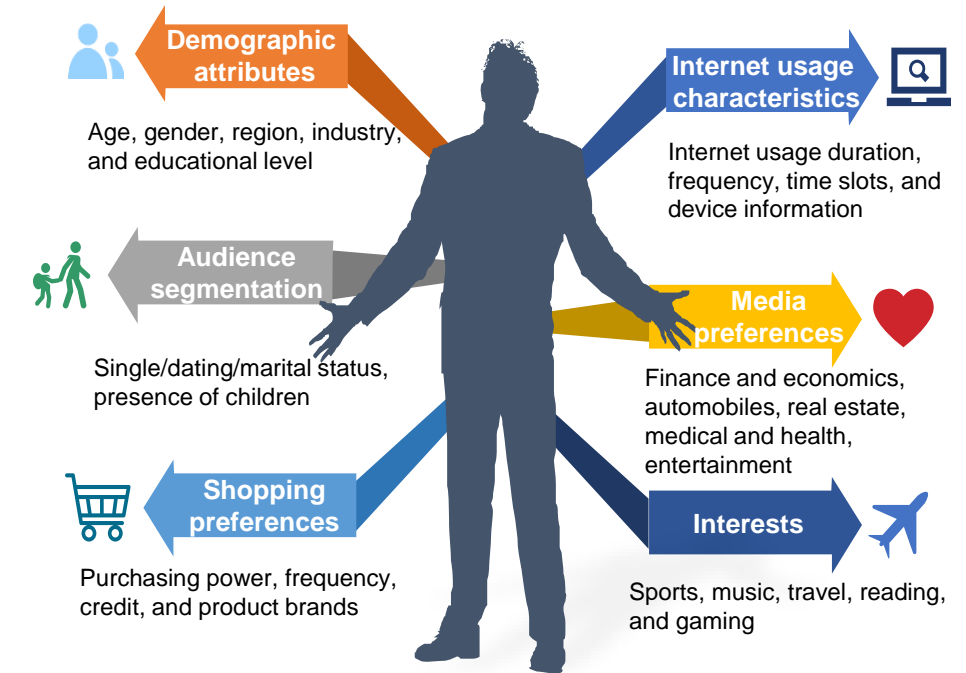 Demographic
attributes
Age, gender, region, industry,
and educational level
Audience
segmentation
Single/dating/marital status,
presence of children
Shopping
preferences
Purchasing power, frequency,
credit, and product brands
Internet usage
characteristics
Internet usage duration,
frequency, time slots, and
device information
Media
preferences
Finance and economics,
automobiles, real estate,
medical and health,
entertainment
Interests
Sports, music, travel, reading,
and gaming